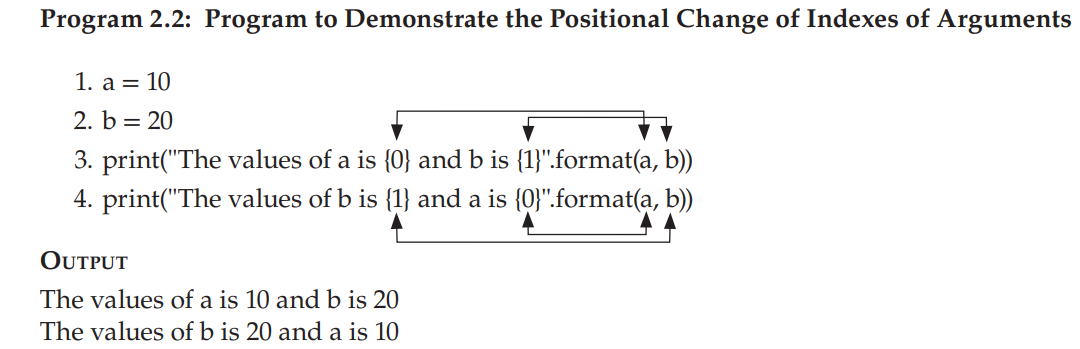 Program 2.2: Program to Demonstrate the Positional Change of Indexes of Arguments
1. a = 10
2. b = 20
3. print("The values of a is {0} and b is {1}".format(a, b))
4. print("The values of b is {1} and a is {0}".format(a, b))
OUTPUT
The values of a is 10 and b is 20
The values of b is 20 and a is 10